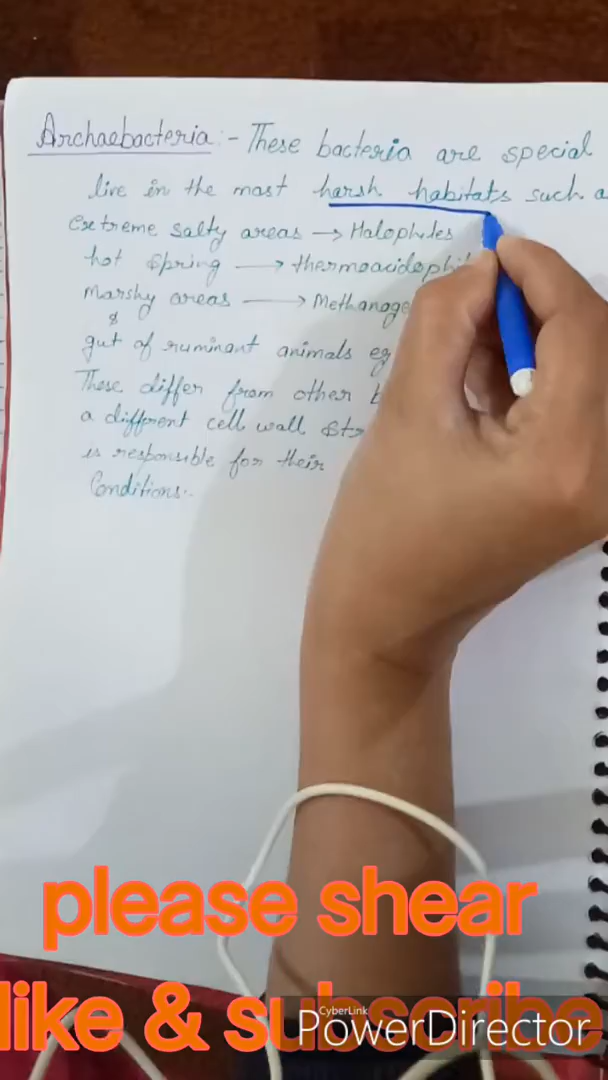 Archaebacteria :- These bacteria are special
live in the most harsh habitats such a
extreme salty areas → Halophiles
hot spring → thermoacidophil
Marshy areas → Methanoge
&
gut of ruminant animals eg
These differ from other b
a different cell wall str
is responsible for their
Conditions.
please shear
like & subscribe
CyberLink
PowerDirector